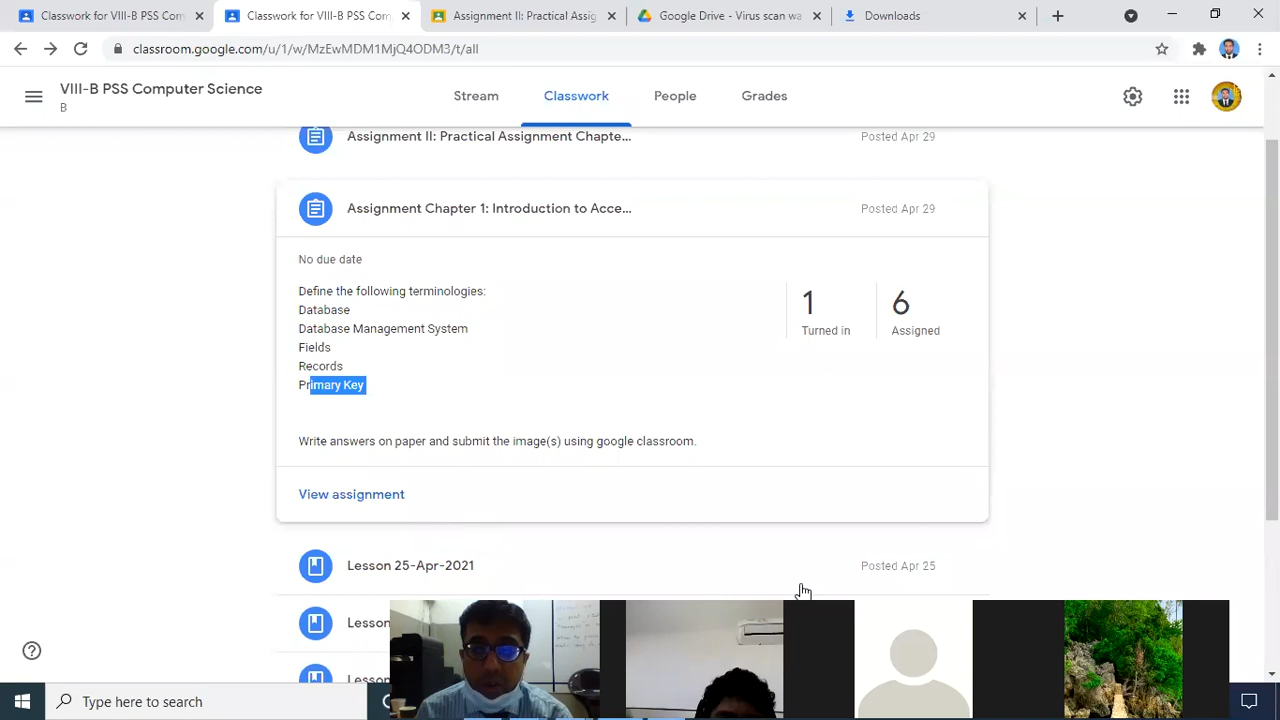 Classwork for VIII-B PSS Com
Classwork for VIII-B PSS Comp
Assignment II: Practical Assignm
Google Drive - Virus scan wa
Downloads
classroom.google.com/u/1/w/MzEwMDM1MjQ4ODM3/t/all
VIII-B PSS Computer Science
B
Stream
Classwork
People
Grades
Assignment II: Practical Assignment Chapte...
Posted Apr 29
Assignment Chapter 1: Introduction to Acce...
Posted Apr 29
No due date
Define the following terminologies:
Database
Database Management System
Fields
Records
Primary Key
Write answers on paper and submit the image(s) using google classroom.
1
Turned in
6
Assigned
View assignment
Lesson 25-Apr-2021
Posted Apr 25
Lesson
Lesson
Type here to search